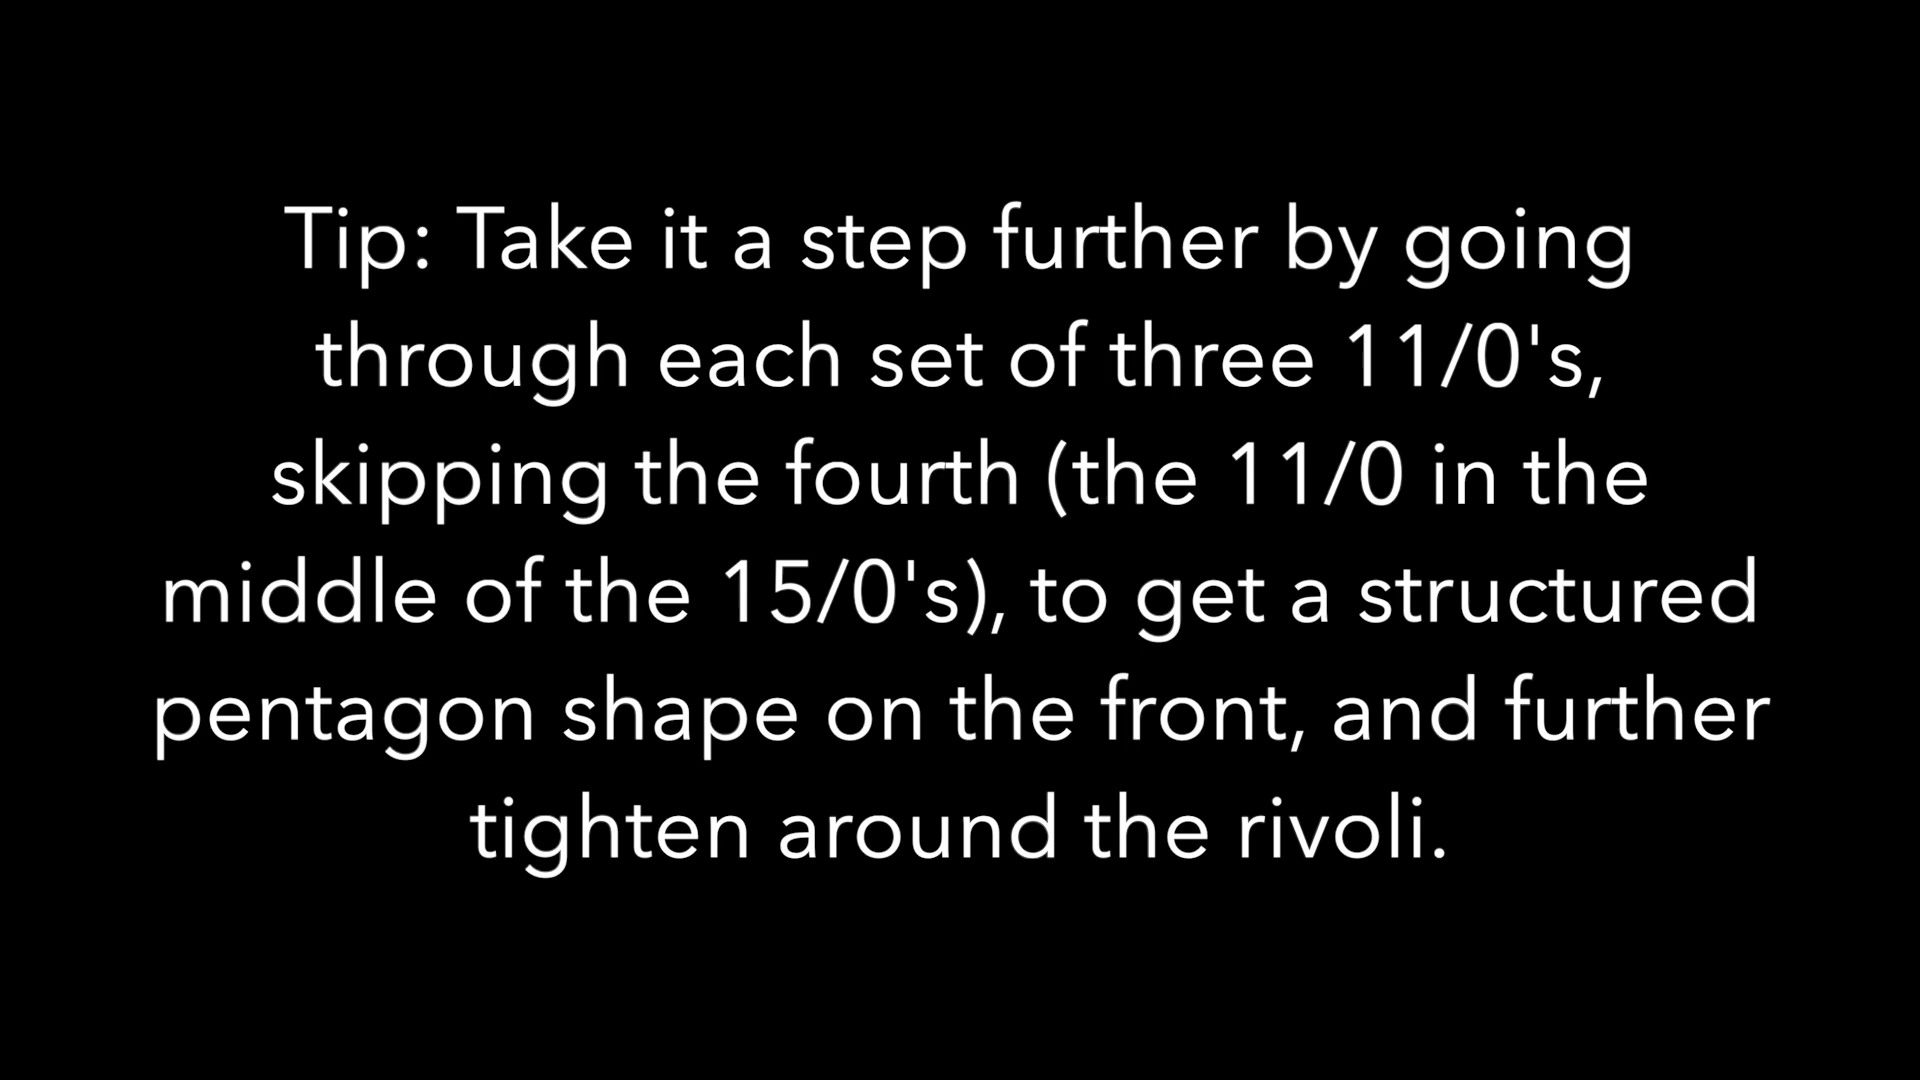 Tip: Take it a step further by going
through each set of three 11/0's,
skipping the fourth (the 11/0 in the
middle of the 15/0's), to get a structured
pentagon shape on the front, and further
tighten around the rivoli.